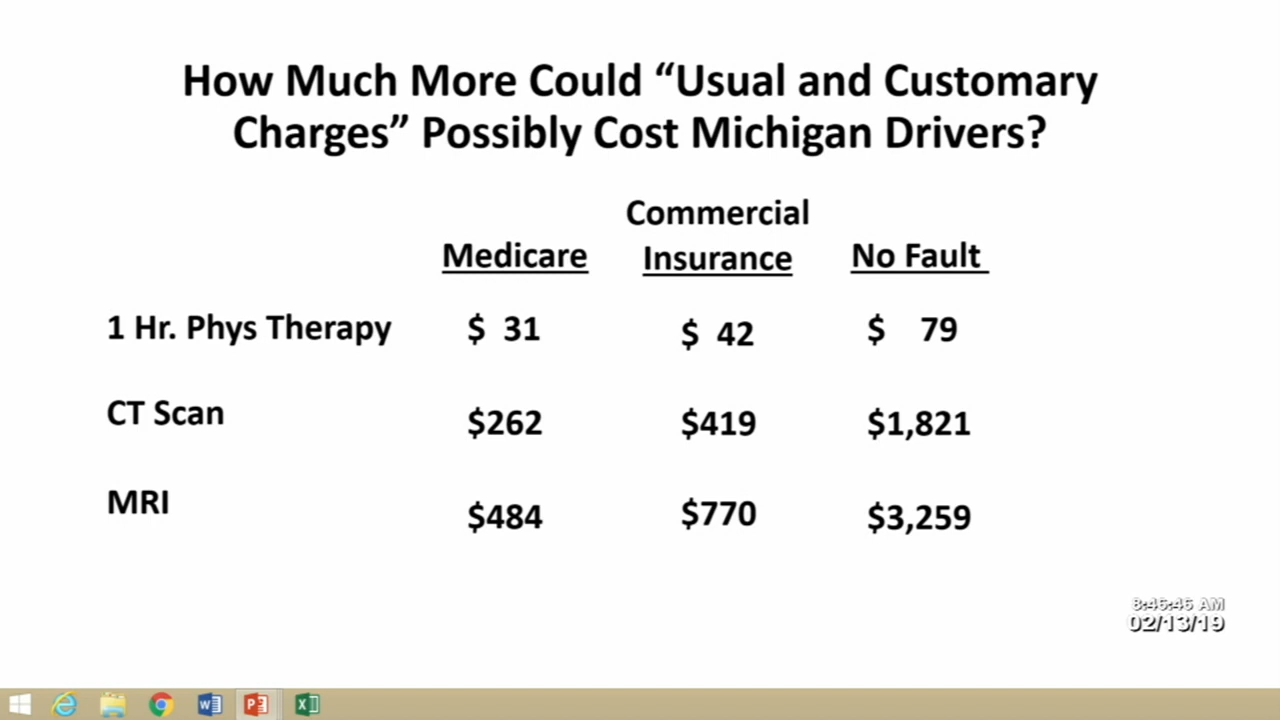 How Much More Could “Usual and Customary
Charges” Possibly Cost Michigan Drivers?
Commercial
Medicare Insurance No Fault
1 Hr. Phys Therapy $ 31 $ 42 $ 79
CT Scan $262 $419 $1,821
MRI $484 $770 $3,259
8:45:45 AM
02/13/19